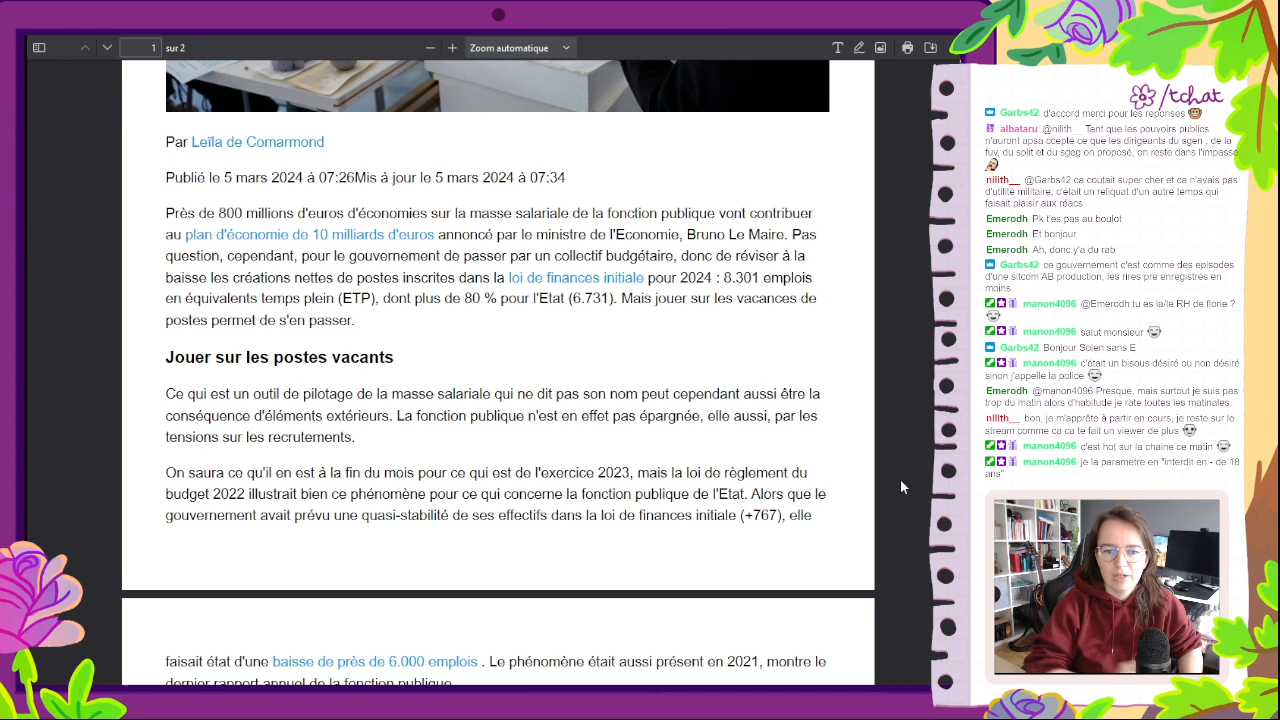 1 sur 2 Zoom automatique
Par Leïla de Comarmond
Publié le 5 mars 2024 à 07:26Mis à jour le 5 mars 2024 à 07:34
Près de 800 millions d'euros d'économies sur la masse salariale de la fonction publique vont contribuer
au plan d'économie de 10 milliards d'euros annoncé par le ministre de l'Economie, Bruno Le Maire. Pas
question, cependant, pour le gouvernement de passer par un collectif budgétaire, donc de réviser à la
baisse les créations nettes de postes inscrites dans la loi de finances initiale pour 2024 : 8.301 emplois
en équivalents temps plein (ETP), dont plus de 80 % pour l'Etat (6.731). Mais jouer sur les vacances de
postes permet de s'en passer.
Jouer sur les postes vacants
Ce qui est un outil de pilotage de la masse salariale qui ne dit pas son nom peut cependant aussi être la
conséquence d'éléments extérieurs. La fonction publique n'est en effet pas épargnée, elle aussi, par les
tensions sur les recrutements.
On saura ce qu'il en est à la fin du mois pour ce qui est de l'exercice 2023, mais la loi de règlement du
budget 2022 illustrait bien ce phénomène pour ce qui concerne la fonction publique de l'Etat. Alors que le
gouvernement avait prévu une quasi-stabilité de ses effectifs dans la loi de finances initiale (+767), elle
faisait état d'une baisse de près de 6.000 emplois . Le phénomène était aussi présent en 2021, montre le
dernier rapport annuel de la fonction publique.
/tchat
Garbs42 d'accord merci pour les réponses
albataru @nilith__ Tant que les pouvoirs publics
n'auront apsa ccepté ce que les dirigeants du sgen , de la
fuv, du split et du sgeg on proposé, on reste dans l'impasse
nilith__ @Garbs42 ca coutait super cher et ca n'avais pas
d'utilité militaire, c'était un reliquat d'un autre temps qui
faisait plaisir aux réacs
Emerodh Pk t'es pas au boulot
Emerodh Et bonjour
Emerodh Ah, donc y'a du rab
Garbs42 ce gouvernement c'est comme des épisodes
d'une sitcom AB production, les rires pre enregistrés en
moins
manon4096 @Emerodh tu es la/le RH de florie ?
manon4096 salut monsieur
Garbs42 Bonjour Solen sans E
manon4096 c'était un bisous désiré ou non désiré
sinon j'appelle la police
Emerodh @manon4096 Presque, mais surtout je suis pas
trop du matin alors d'habitude je rate toutes les matinales
nilith__ bon, je m'apprête à partir en cours, je reste sur le
stream comme ca ca te fait un viewer de plus
manon4096 c'est hot sur la chaine ce matin
manon4096 je la parametre en "interdit en - de 18
ans"